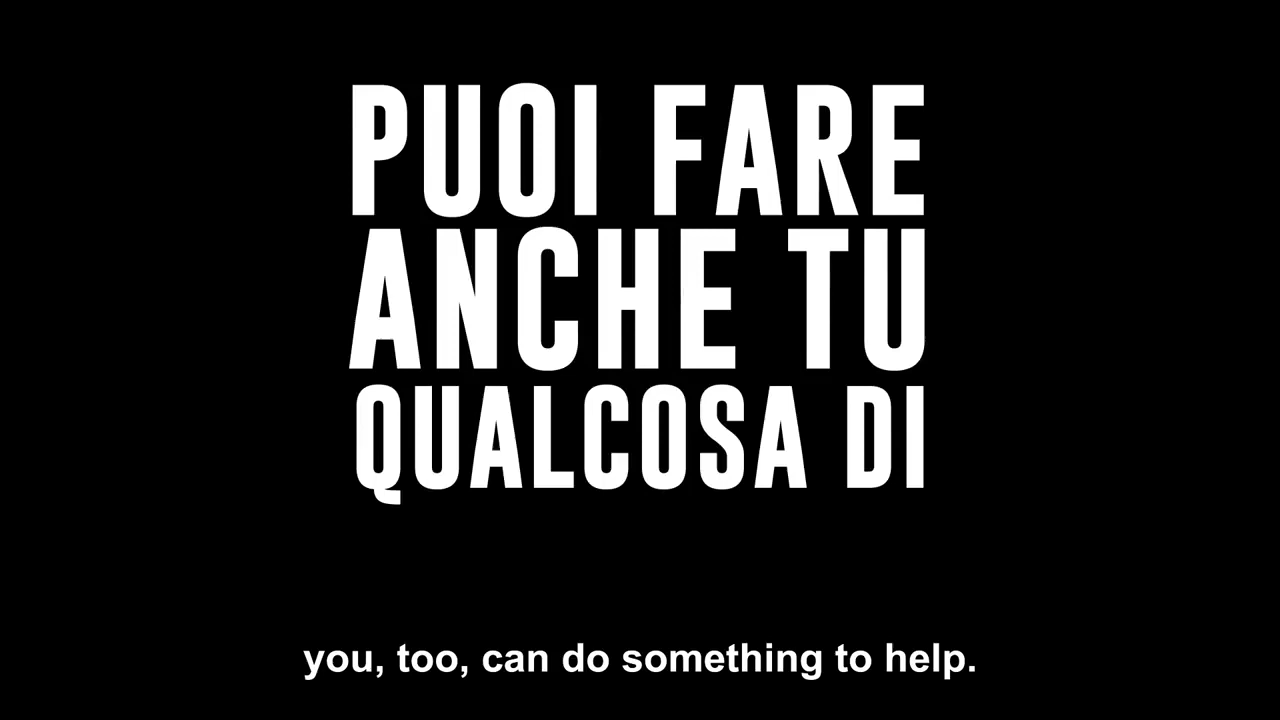 PUOI FARE
ANCHE TU
QUALCOSA DI
you, too, can do something to help.